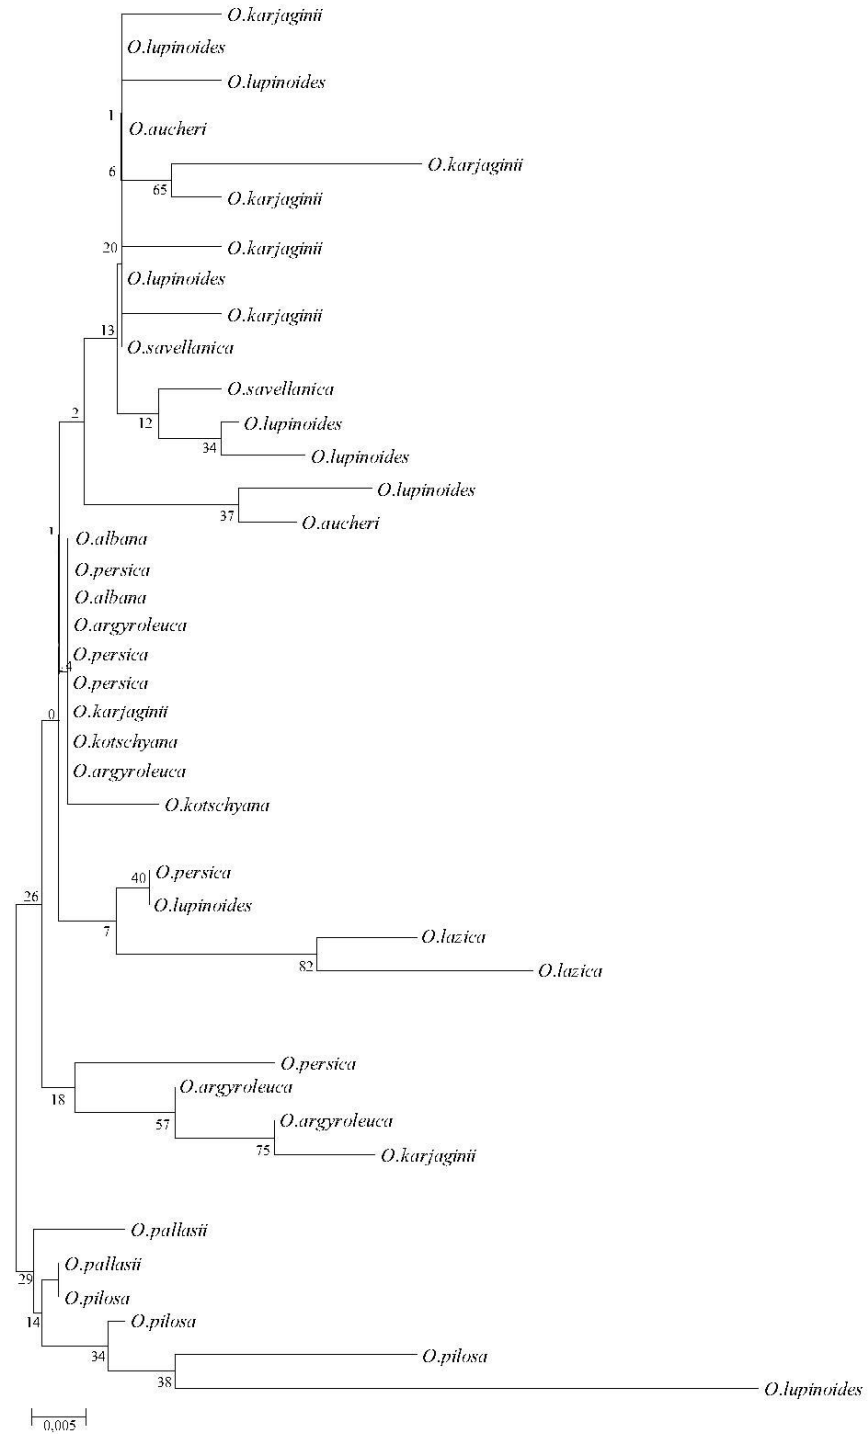 O.karjaginii
O.lupinoides
O.lupinoides
1
O.aucheri
O.karjaginii
6
65
O.karjaginii
20
O.karjaginii
O.lupinoides
O.karjaginii
13
O.savellanica
O.savellanica
2
12
O.lupinoides
34
O.lupinoides
O.lupinoides
37
O.aucheri
1
O.albana
O.persica
O.albana
O.argyroleuca
O.persica
4
O.persica
0
O.karjaginii
O.kotschyana
O.argyroleuca
O.kotschyana
40
O.persica
26
O.lupinoides
7
O.lazica
82
O.lazica
O.persica
O.argyroleuca
18
57
O.argyroleuca
75
O.karjaginii
O.pallasii
O.pallasii
29
O.pilosa
14
O.pilosa
34
O.pilosa
38
O.lupinoides
0,005